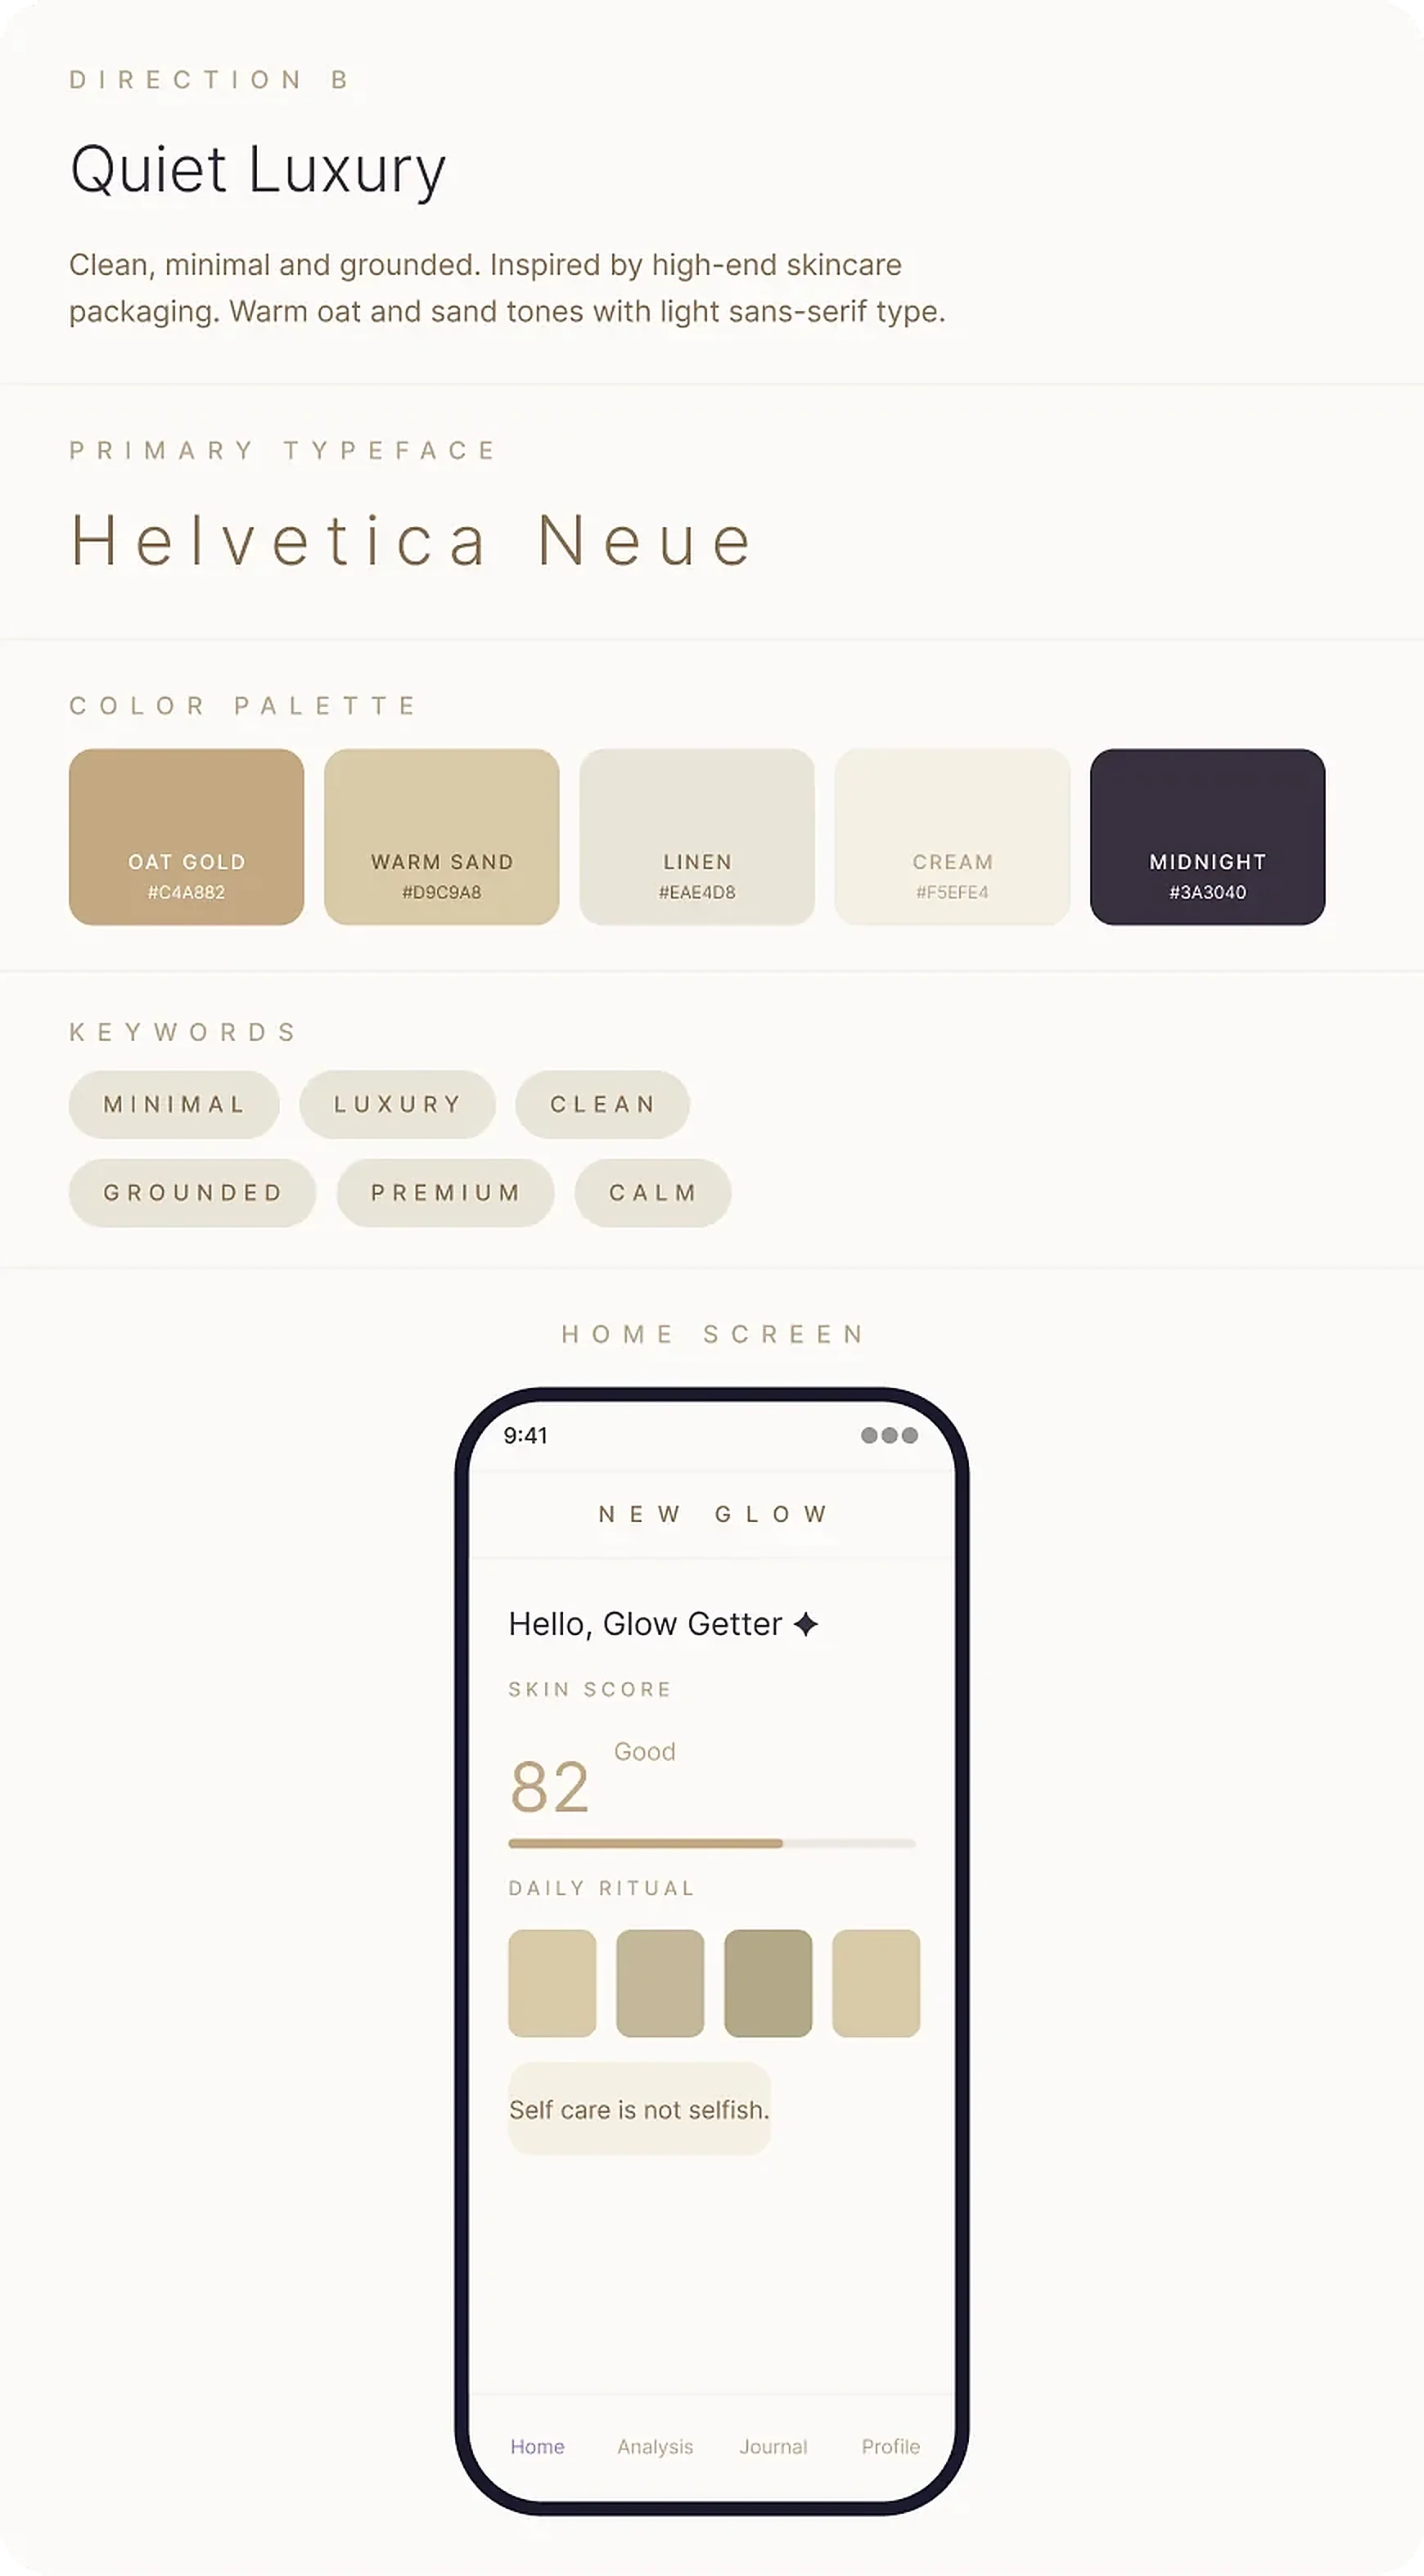 DIRECTION B
Quiet Luxury
Clean, minimal and grounded. Inspired by high-end skincare
packaging. Warm oat and sand tones with light sans-serif type.
PRIMARY TYPEFACE
Helvetica Neue
COLOR PALETTE
OAT GOLD
#C4A882
WARM SAND
#D9C9A8
LINEN
#EAE4D8
CREAM
#F5EFE4
MIDNIGHT
#3A3040
KEYWORDS
MINIMAL
LUXURY
CLEAN
GROUNDED
PREMIUM
CALM
HOME SCREEN
9:41
NEW GLOW
Hello, Glow Getter ✦
SKIN SCORE
82
Good
DAILY RITUAL
Self care is not selfish.
Home
Analysis
Journal
Profile